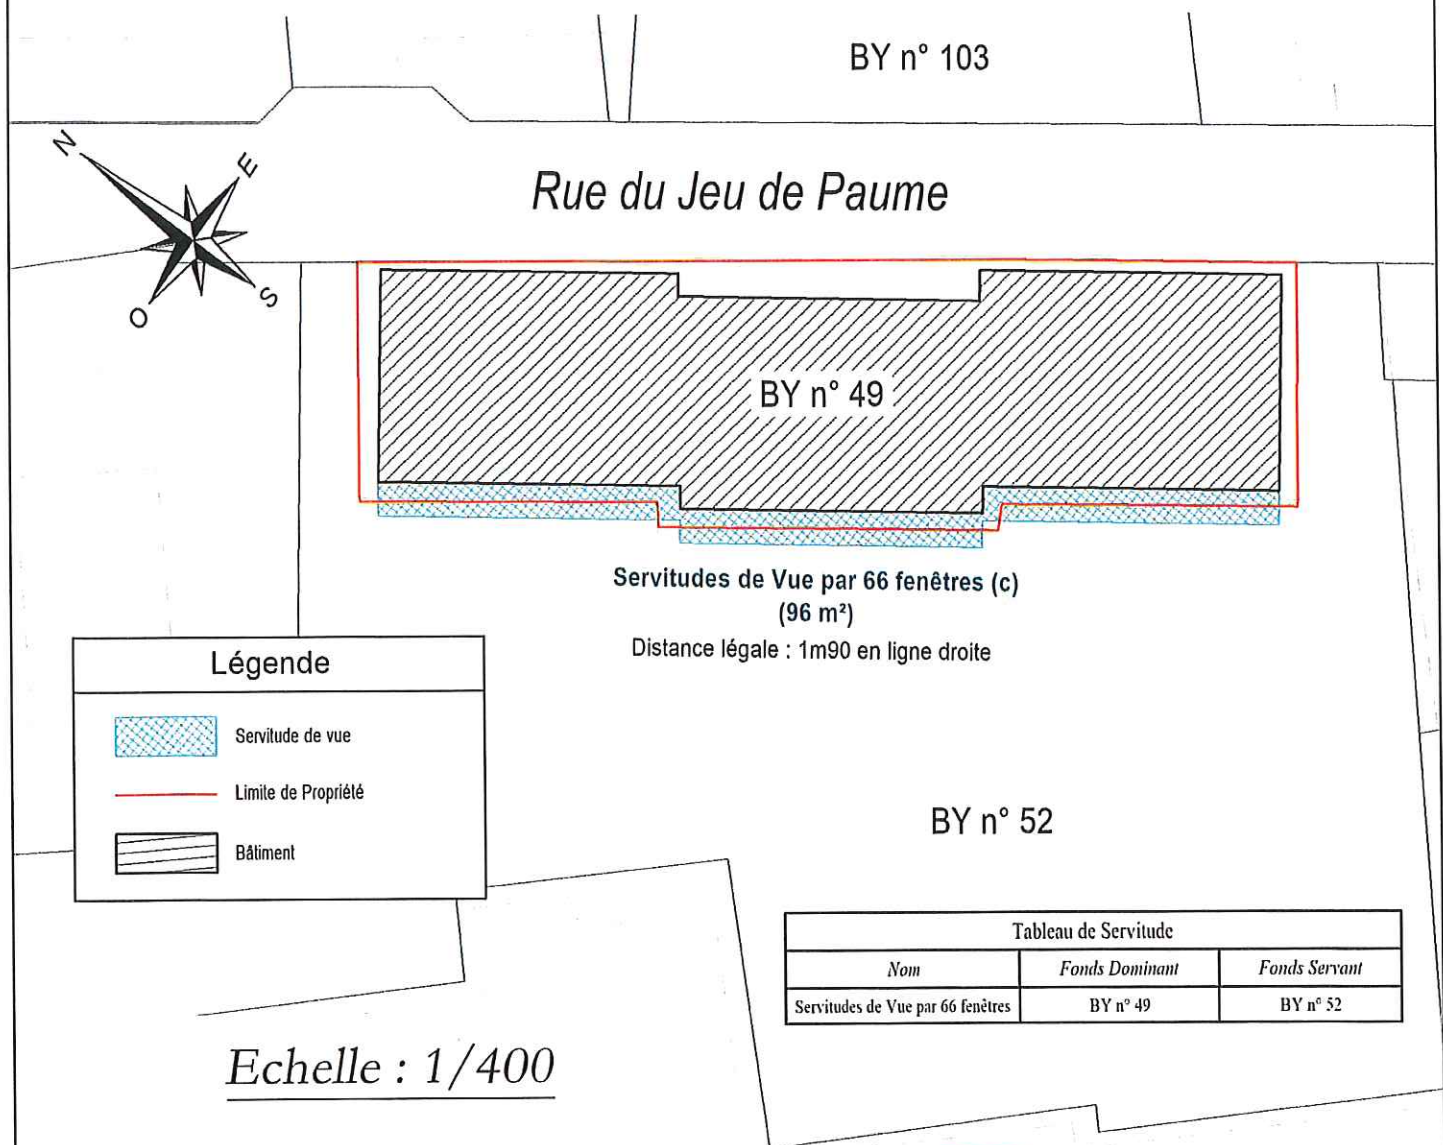 BY n° 103
N
E
Rue du Jeu de Paume
O
S
BY n° 49
Servitudes de Vue par 66 fenêtres (c)
(96 m²)
Distance légale : 1m90 en ligne droite
Légende
Servitude de vue
Limite de Propriété
Bâtiment
BY n° 52
Tableau de Servitude
Nom Fonds Dominant Fonds Servant
Servitudes de Vue par 66 fenêtres BY n° 49 BY n° 52
Echelle : 1/400